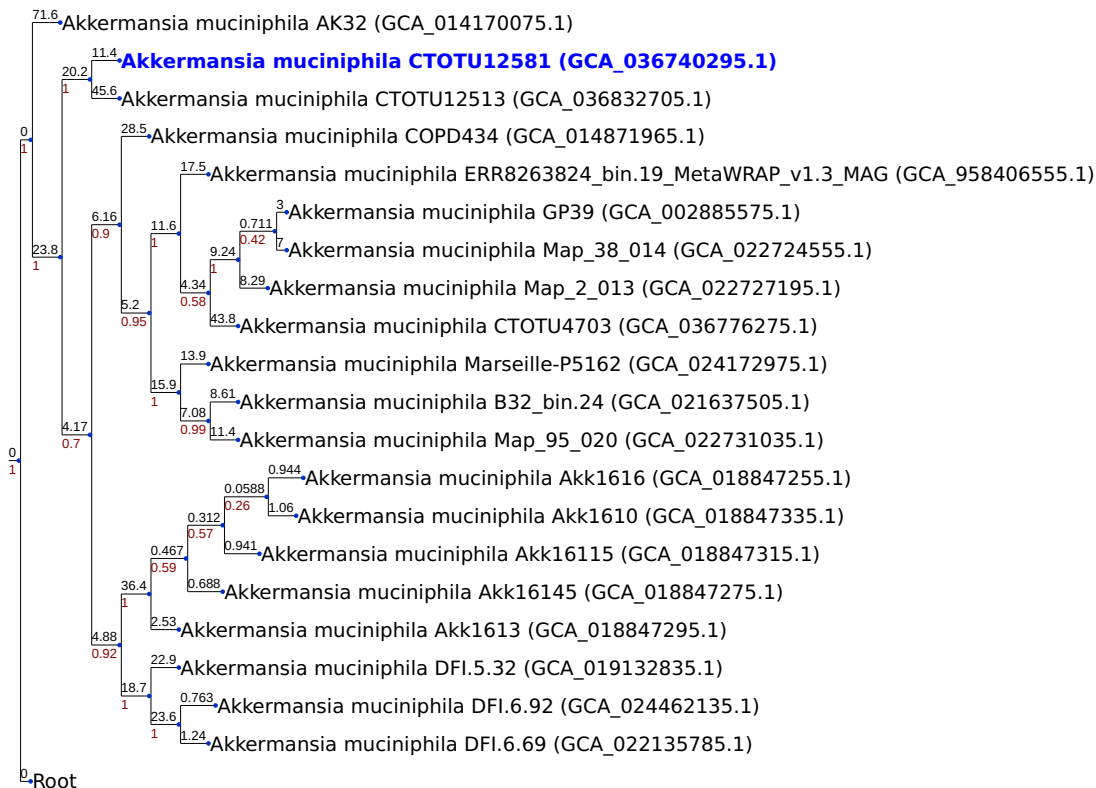 71.6 Akkermansia muciniphila AK32 (GCA_014170075.1)
11.4 Akkermansia muciniphila CTOTU12581 (GCA_036740295.1)
20.2
1
45.6 Akkermansia muciniphila CTOTU12513 (GCA_036832705.1)
0
1
28.5 Akkermansia muciniphila COPD434 (GCA_014871965.1)
17.5 Akkermansia muciniphila ERR8263824_bin.19_MetaWRAP_v1.3_MAG (GCA_958406555.1)
3 Akkermansia muciniphila GP39 (GCA_002885575.1)
6.16
0.9
11.6
1
0.711
0.42
7 Akkermansia muciniphila Map_38_014 (GCA_022724555.1)
23.8
1
9.24
1
8.29 Akkermansia muciniphila Map_2_013 (GCA_022727195.1)
4.34
0.58
5.2
0.95
43.8 Akkermansia muciniphila CTOTU4703 (GCA_036776275.1)
13.9 Akkermansia muciniphila Marseille-P5162 (GCA_024172975.1)
15.9
1
8.61 Akkermansia muciniphila B32_bin.24 (GCA_021637505.1)
7.08
0.99
4.17
0.7
11.4 Akkermansia muciniphila Map_95_020 (GCA_022731035.1)
0
1
0.944 Akkermansia muciniphila Akk1616 (GCA_018847255.1)
0.0588
0.26
1.06 Akkermansia muciniphila Akk1610 (GCA_018847335.1)
0.312
0.57
0.941 Akkermansia muciniphila Akk16115 (GCA_018847315.1)
0.467
0.59
0.688 Akkermansia muciniphila Akk16145 (GCA_018847275.1)
36.4
1
2.53 Akkermansia muciniphila Akk1613 (GCA_018847295.1)
4.88
0.92
22.9 Akkermansia muciniphila DFI.5.32 (GCA_019132835.1)
18.7
1
0.763 Akkermansia muciniphila DFI.6.92 (GCA_024462135.1)
23.6
1
1.24 Akkermansia muciniphila DFI.6.69 (GCA_022135785.1)
0 Root